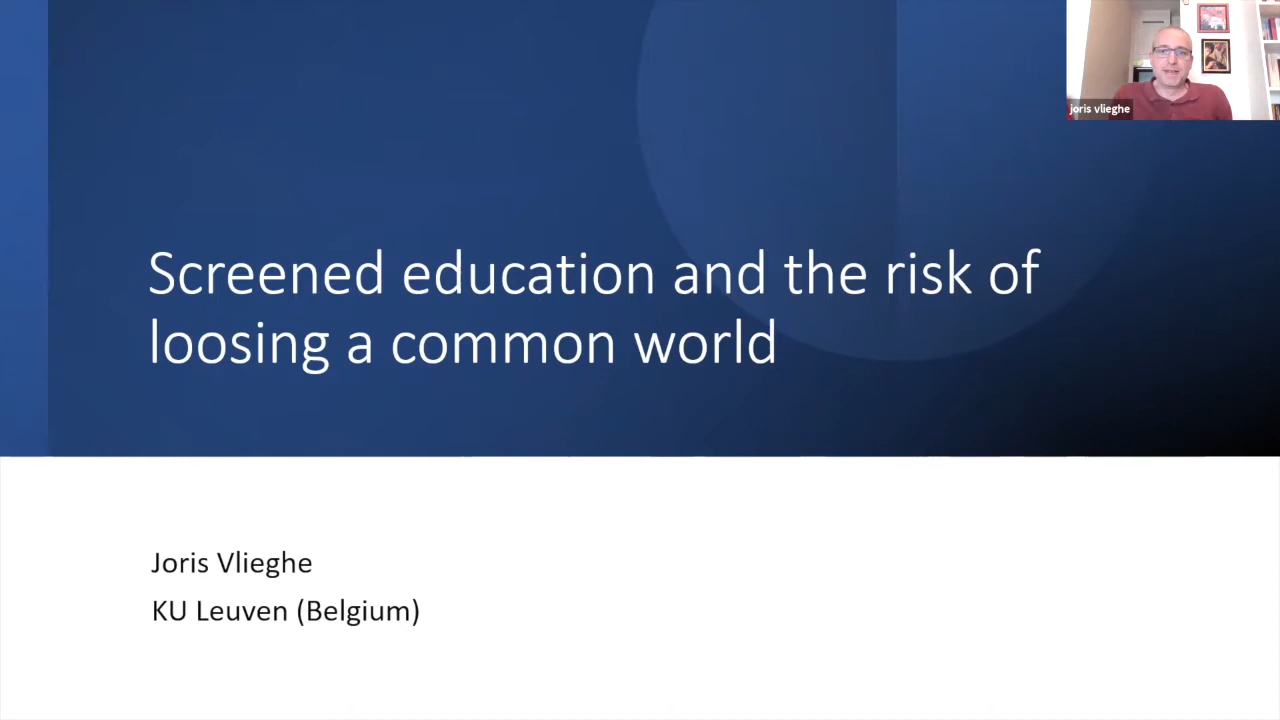 joris vlieghe
Screened education and the risk of
loosing a common world
Joris Vlieghe
KU Leuven (Belgium)